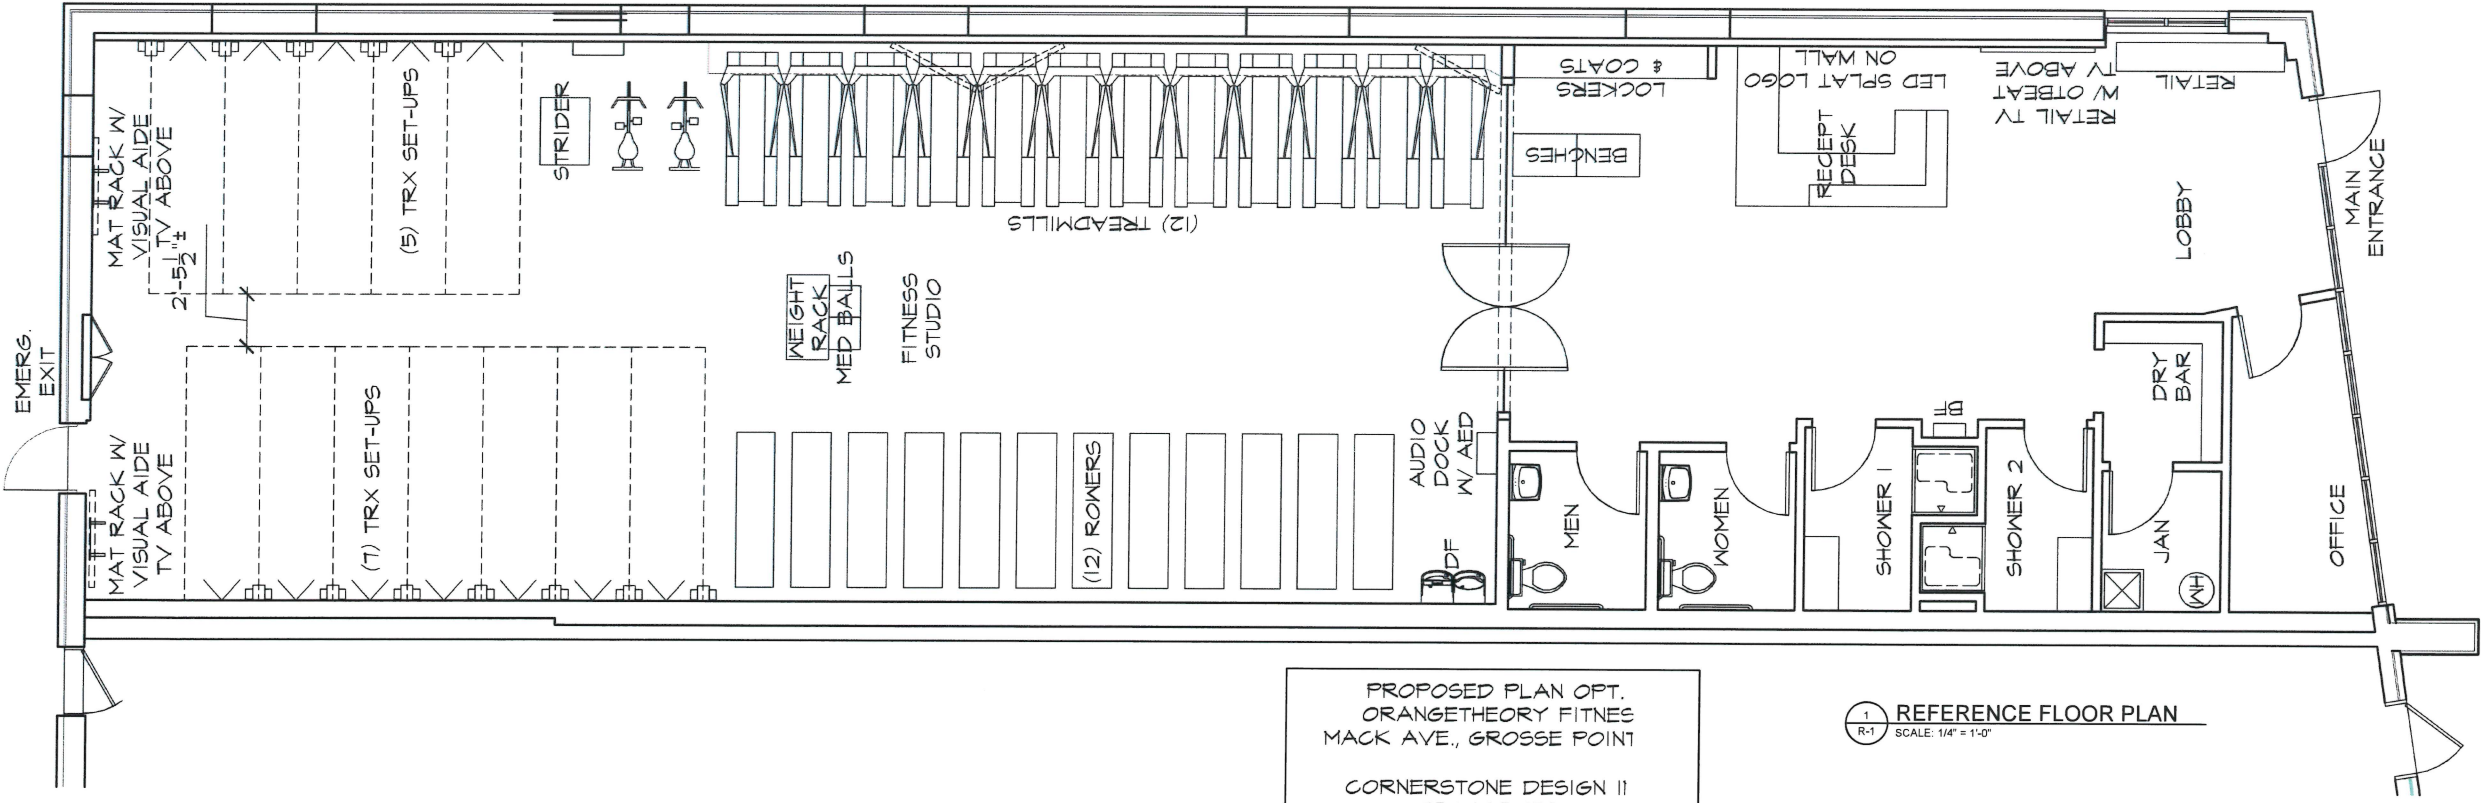 EMERG.
EXIT
MAT RACK W/
VISUAL AIDE
TV ABOVE
2'-5 1/2"±
(5) TRX SET-UPS
STRIDER
(12) TREADMILLS
WEIGHT
RACK
MED BALLS
FITNESS
STUDIO
MAT RACK W/
VISUAL AIDE
TV ABOVE
(7) TRX SET-UPS
(12) ROWERS
AUDIO
DOCK
W/ AED
DF
LOCKERS
& COATS
BENCHES
LED SPLAT LOGO
ON WALL
RECEPT
DESK
RETAIL TV
W/ OTBEAT
TV ABOVE
RETAIL
LOBBY
MAIN
ENTRANCE
MEN
WOMEN
SHOWER 1
BF
SHOWER 2
DRY
BAR
JAN
WH
OFFICE
PROPOSED PLAN OPT.
ORANGETHEORY FITNES
MACK AVE., GROSSE POINT
CORNERSTONE DESIGN
1
R-1
REFERENCE FLOOR PLAN
SCALE: 1/4" = 1'-0"